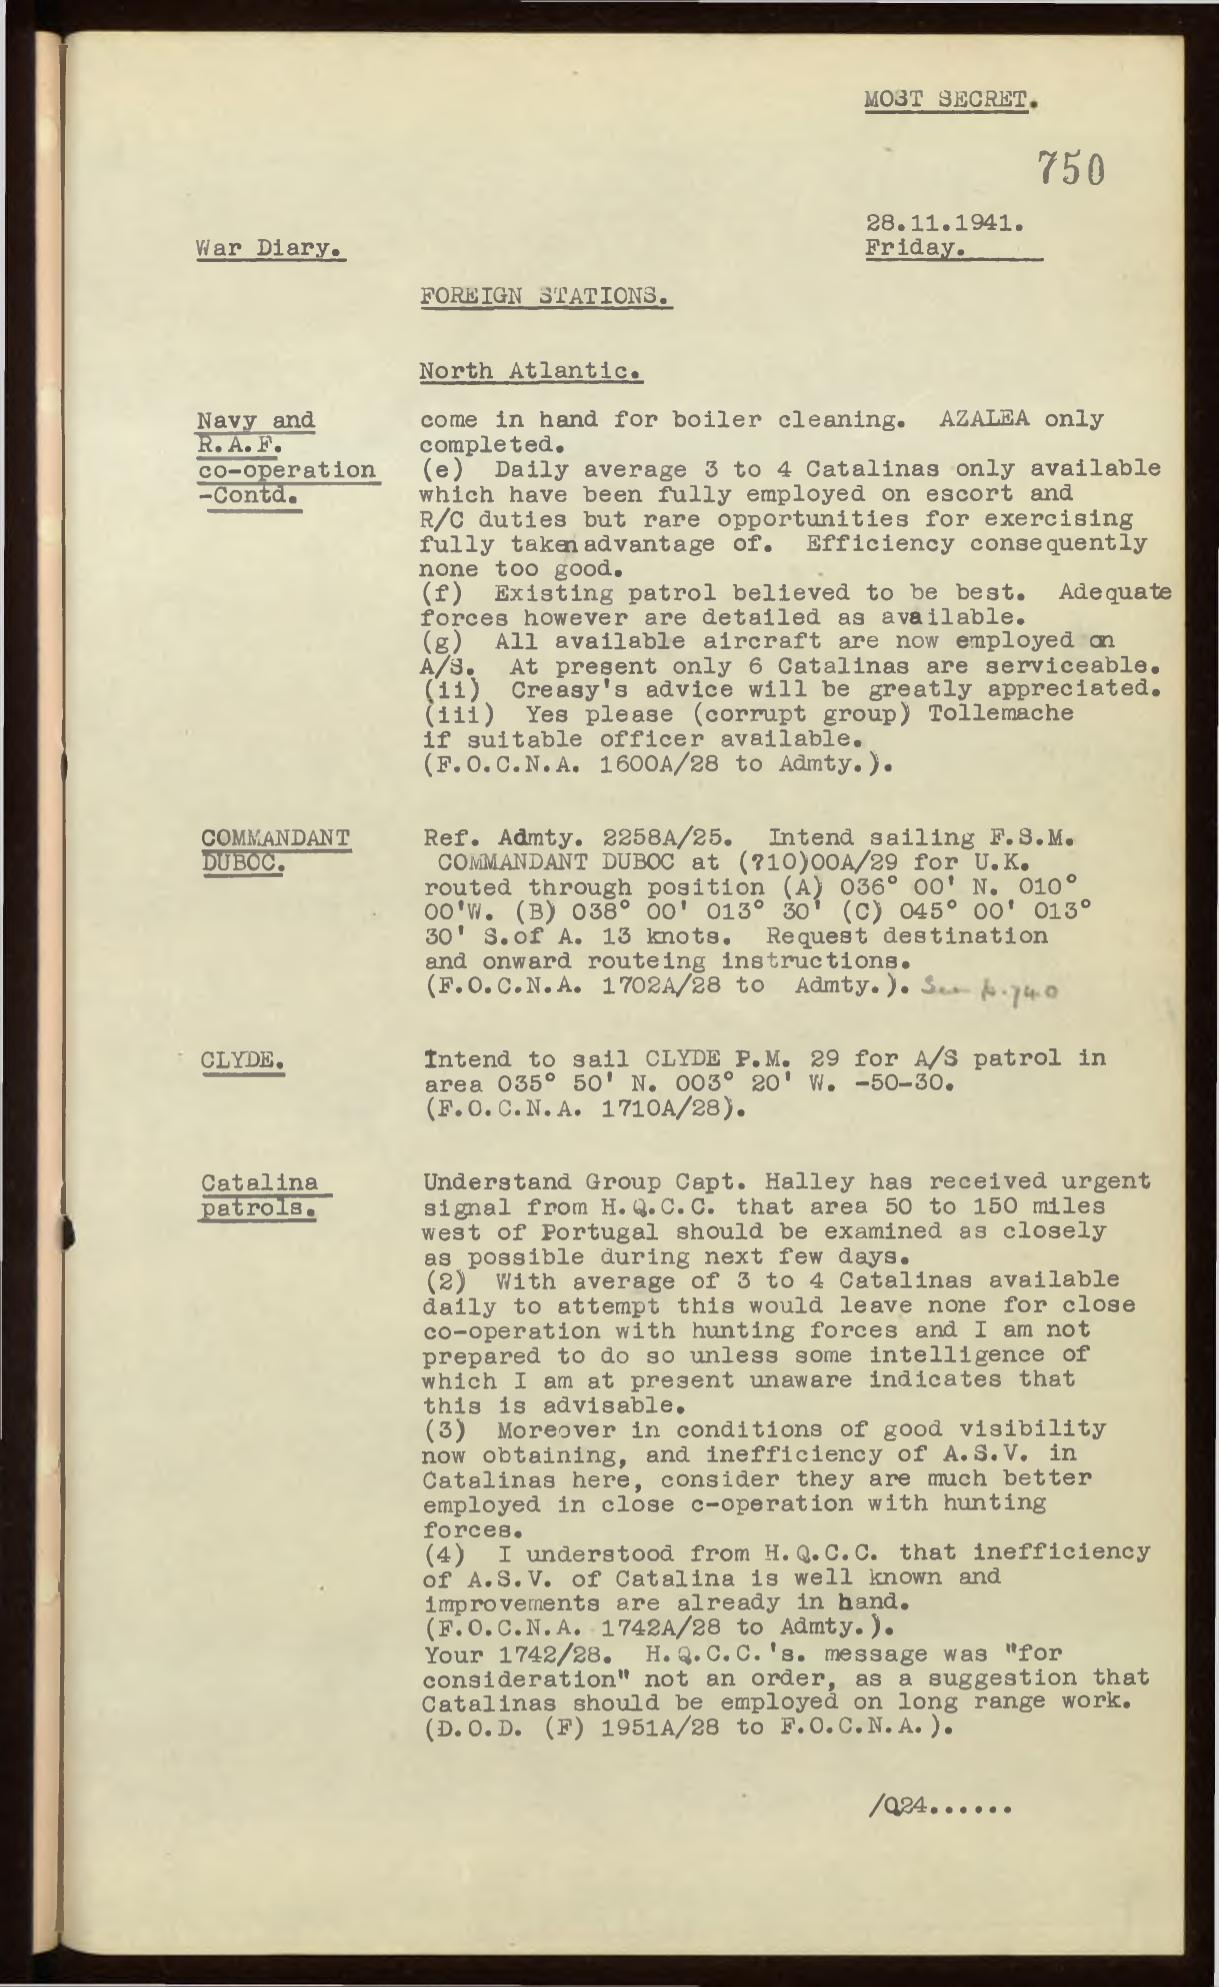 MOST SECRET.
750
28.11.1941.
War Diary.
Friday.
FOREIGN STATIONS.
North Atlantic.
Navy and
R.A.F.
co-operation
-Contd.
come in hand for boiler cleaning. AZALEA only
completed.
(e) Daily average 3 to 4 Catalinas only available
which have been fully employed on escort and
R/C duties but rare opportunities for exercising
fully taken advantage of. Efficiency consequently
none too good.
(f) Existing patrol believed to be best. Adequate
forces however are detailed as available.
(g) All available aircraft are now employed on
A/S. At present only 6 Catalinas are serviceable.
(ii) Creasy's advice will be greatly appreciated.
(iii) Yes please (corrupt group) Tollemache
if suitable officer available.
(F.O.C.N.A. 1600A/28 to Admty.).
COMMANDANT
DUBOC.
Ref. Admty. 2258A/25. Intend sailing F.S.M.
COMMANDANT DUBOC at (?10)00A/29 for U.K.
routed through position (A) 036° 00' N. 010°
00'W. (B) 038° 00' 013° 30' (C) 045° 00' 013°
30' S.of A. 13 knots. Request destination
and onward routeing instructions.
(F.O.C.N.A. 1702A/28 to Admty.). See p.740
CLYDE.
Intend to sail CLYDE P.M. 29 for A/S patrol in
area 035° 50' N. 003° 20' W. -50-30.
(F.O.C.N.A. 1710A/28).
Catalina
patrols.
Understand Group Capt. Halley has received urgent
signal from H.Q.C.C. that area 50 to 150 miles
west of Portugal should be examined as closely
as possible during next few days.
(2) With average of 3 to 4 Catalinas available
daily to attempt this would leave none for close
co-operation with hunting forces and I am not
prepared to do so unless some intelligence of
which I am at present unaware indicates that
this is advisable.
(3) Moreover in conditions of good visibility
now obtaining, and inefficiency of A.S.V. in
Catalinas here, consider they are much better
employed in close c-operation with hunting
forces.
(4) I understood from H.Q.C.C. that inefficiency
of A.S.V. of Catalina is well known and
improvements are already in hand.
(F.O.C.N.A. 1742A/28 to Admty.).
Your 1742/28. H.Q.C.C.'s. message was "for
consideration" not an order, as a suggestion that
Catalinas should be employed on long range work.
(D.O.D. (F) 1951A/28 to F.O.C.N.A.).
/Q24......